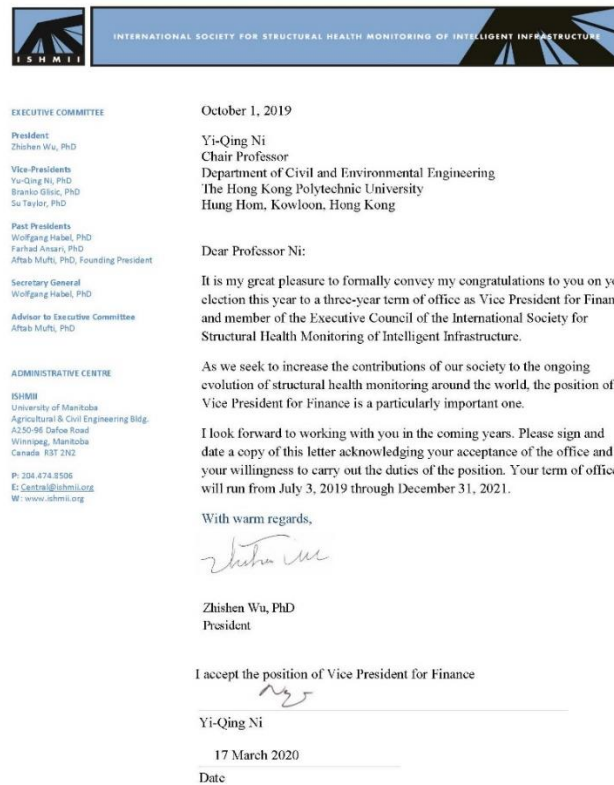 ISHMII
INTERNATIONAL SOCIETY FOR STRUCTURAL HEALTH MONITORING OF INTELLIGENT INFRASTRUCTURE
EXECUTIVE COMMITTEE
President
Zhishen Wu, PhD
Vice-Presidents
Yu-Qing Ni, PhD
Branko Glisic, PhD
Su Taylor, PhD
Past Presidents
Wolfgang Habel, PhD
Farhad Ansari, PhD
Aftab Mufti, PhD, Founding President
Secretary General
Wolfgang Habel, PhD
Advisor to Executive Committee
Aftab Mufti, PhD
ADMINISTRATIVE CENTRE
ISHMII
University of Manitoba
Agricultural & Civil Engineering Bldg.
A250-96 Dafoe Road
Winnipeg, Manitoba
Canada R3T 2N2
P: 204.474.8506
E: Central@ishmii.org
W: www.ishmii.org
October 1, 2019
Yi-Qing Ni
Chair Professor
Department of Civil and Environmental Engineering
The Hong Kong Polytechnic University
Hung Hom, Kowloon, Hong Kong
Dear Professor Ni:
It is my great pleasure to formally convey my congratulations to you on yo
election this year to a three-year term of office as Vice President for Finan
and member of the Executive Council of the International Society for
Structural Health Monitoring of Intelligent Infrastructure.
As we seek to increase the contributions of our society to the ongoing
evolution of structural health monitoring around the world, the position of
Vice President for Finance is a particularly important one.
I look forward to working with you in the coming years. Please sign and
date a copy of this letter acknowledging your acceptance of the office and
your willingness to carry out the duties of the position. Your term of office
will run from July 3, 2019 through December 31, 2021.
With warm regards,
Zhishen Wu
Zhishen Wu, PhD
President
I accept the position of Vice President for Finance
Yi-Qing Ni
17 March 2020
Date